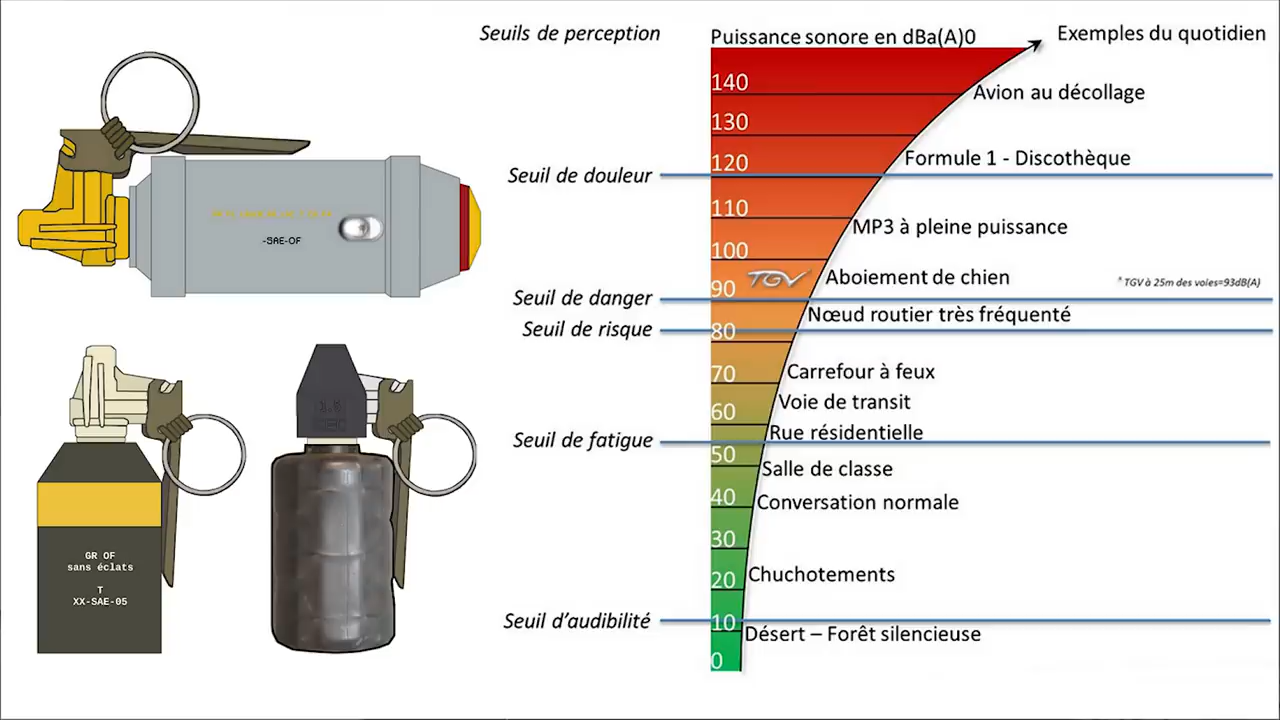 Seuils de perception
Puissance sonore en dBa(A)0
Exemples du quotidien
140
Avion au décollage
130
120
Formule 1 - Discothèque
Seuil de douleur
110
MP3 à pleine puissance
100
TGV
Aboiement de chien
* TGV à 25m des voies=93dB(A)
90
Seuil de danger
Nœud routier très fréquenté
Seuil de risque
80
70
Carrefour à feux
Voie de transit
60
Rue résidentielle
Seuil de fatigue
50
Salle de classe
40
Conversation normale
30
20
Chuchotements
Seuil d'audibilité
10
Désert – Forêt silencieuse
0
-SAE-OF
GR OF
sans éclats
T
XX-SAE-05